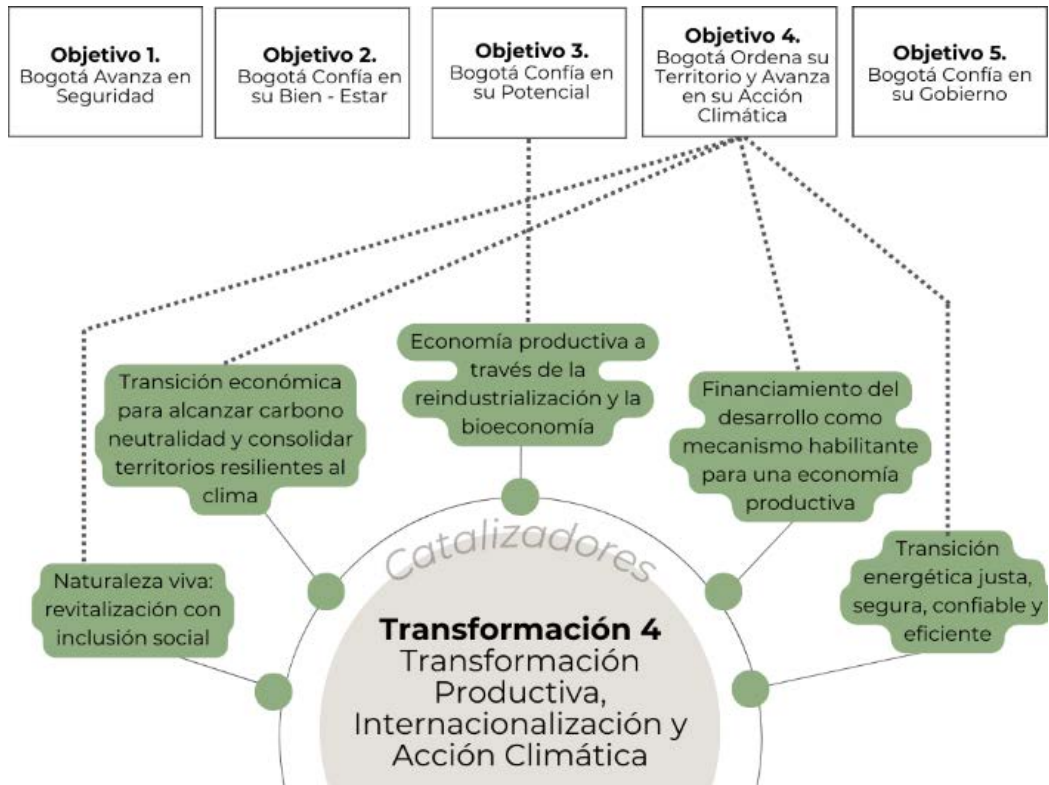 Objetivo 1.
Bogotá Avanza en
Seguridad
Objetivo 2.
Bogotá Confía en
su Bien - Estar
Objetivo 3.
Bogotá Confía en
su Potencial
Objetivo 4.
Bogotá Ordena su
Territorio y Avanza
en su Acción
Climática
Objetivo 5.
Bogotá Confía en
su Gobierno
Economía productiva a
través de la
reindustrialización y la
bioeconomía
Transición económica
para alcanzar carbono
neutralidad y consolidar
territorios resilientes al
clima
Financiamiento del
desarrollo como
mecanismo habilitante
para una economía
productiva
Naturaleza viva:
revitalización con
inclusión social
Transición
energética justa,
segura, confiable y
eficiente
Catalizadores
Transformación 4
Transformación
Productiva,
Internacionalización y
Acción Climática